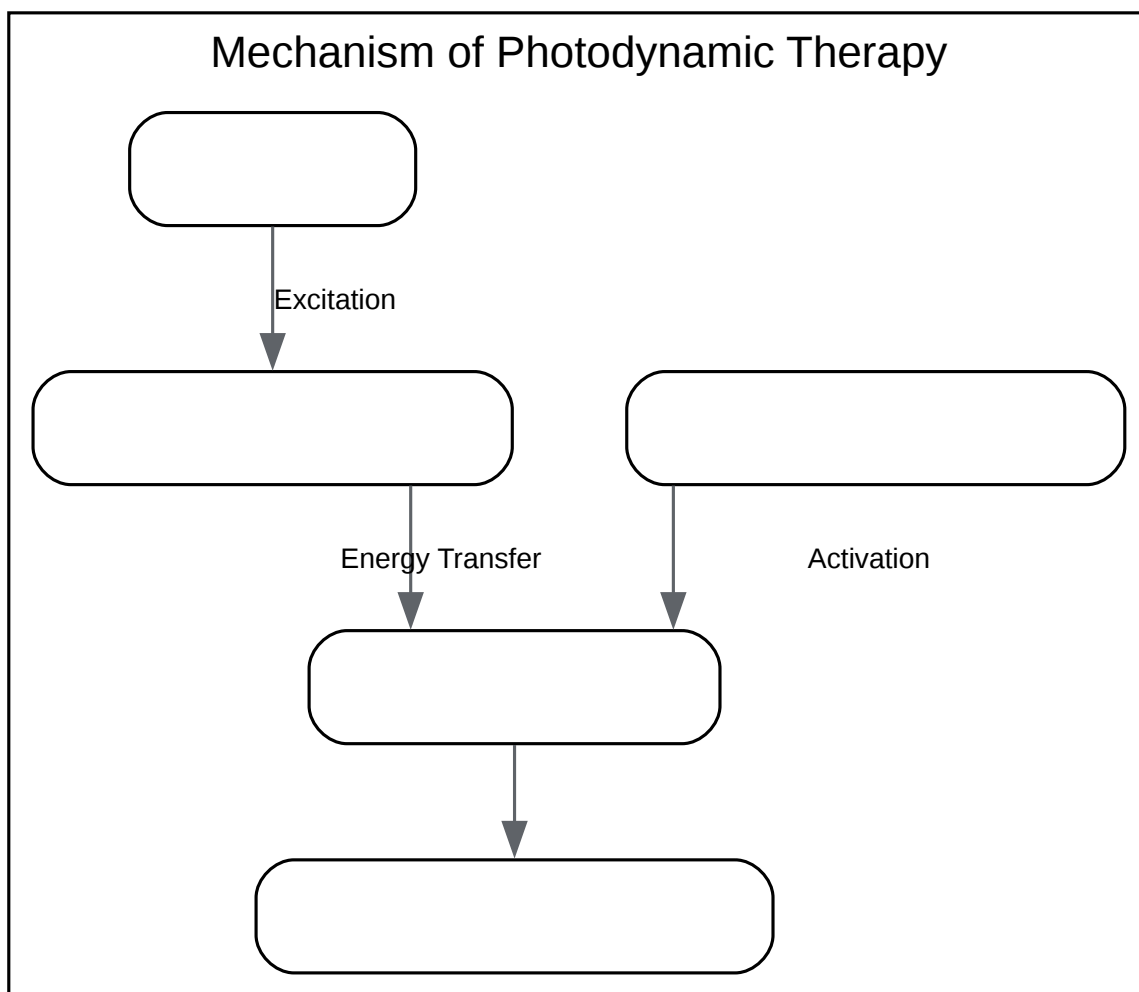 Mechanism of Photodynamic Therapy
Excitation
Energy Transfer
Activation